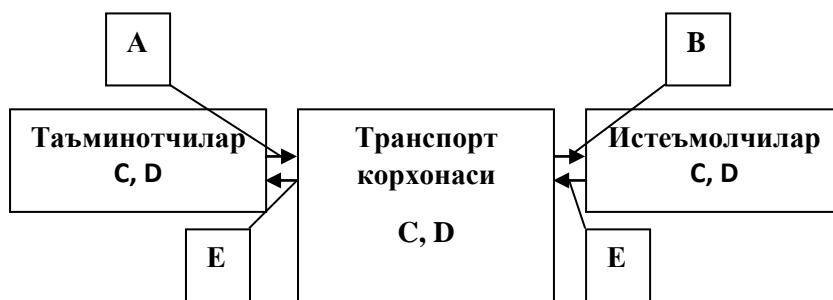 А
В
Таъминотчилар
C, D
Транспорт
корхонаси
C, D
Истеъмолчилар
C, D
Е
Е